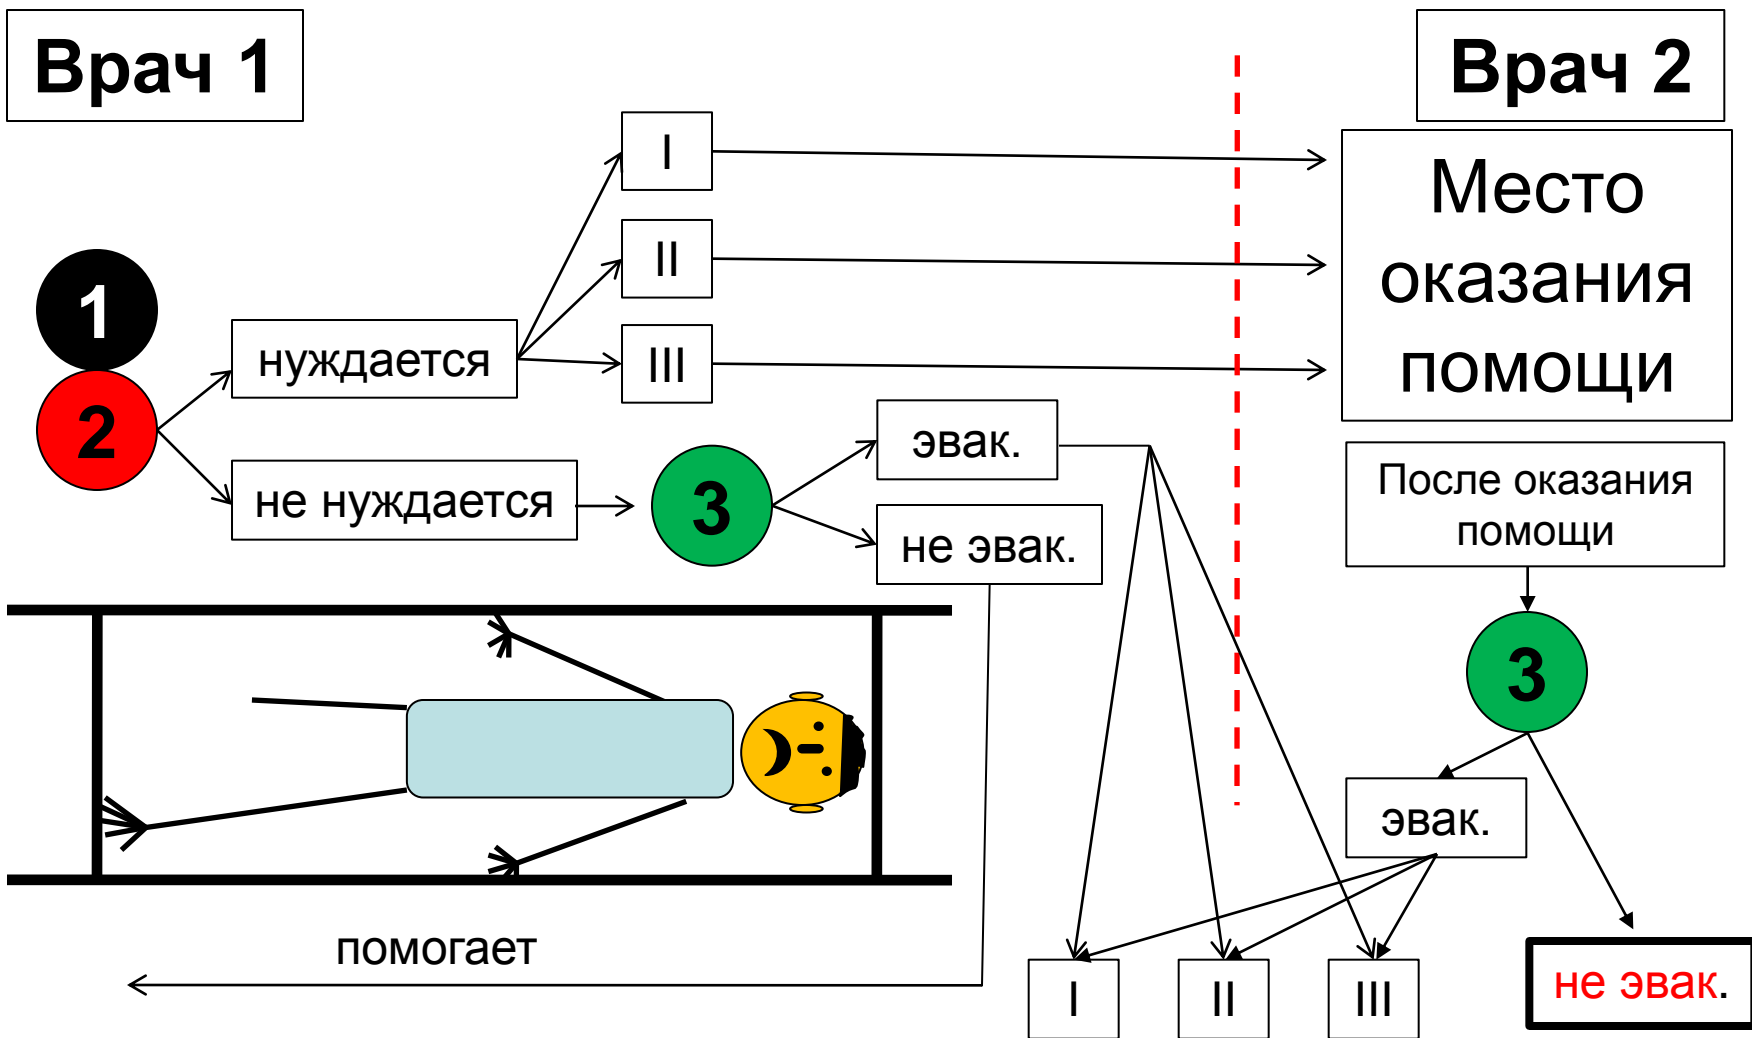 Врач 1
Врач 2
I
II
III
Место
оказания
помощи
1
2
нуждается
не нуждается
3
эвак.
не эвак.
После оказания
помощи
3
эвак.
помогает
I
II
III
не эвак.